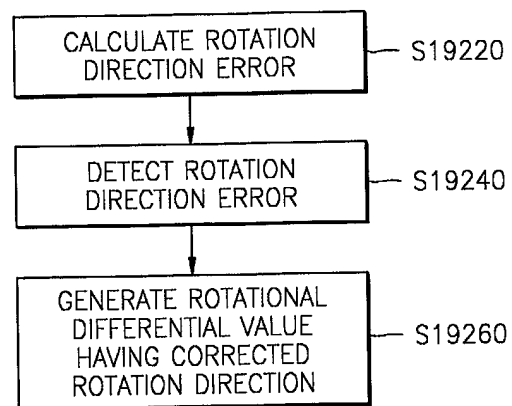 CALCULATE ROTATION
DIRECTION ERROR
S19220
DETECT ROTATION
DIRECTION ERROR
S19240
GENERATE ROTATIONAL
DIFFERENTIAL VALUE
HAVING CORRECTED
ROTATION DIRECTION
S19260